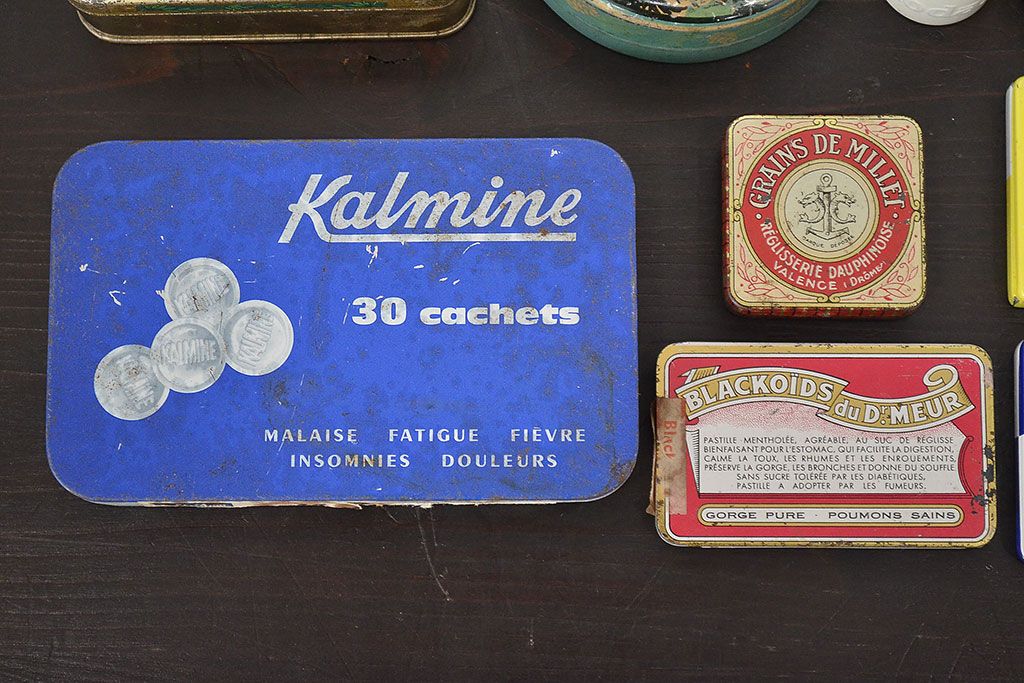 Kalmine
30 cachets
KALMINE
MALAISE FATIGUE FIÈVRE
INSOMNIES DOULEURS
GRAINS DE MILLET
MARQUE DÉPOSÉE
RÉGLISSERIE DAUPHINOISE
VALENCE (DRÔME)
BLACKOÏDS
du Dr MEUR
PASTILLE MENTHOLÉE, AGRÉABLE, AU SUC DE RÉGLISSE
BIENFAISANT POUR L'ESTOMAC, QUI FACILITE LA DIGESTION,
CALME LA TOUX, LES RHUMES ET LES ENROUEMENTS,
PRÉSERVE LA GORGE, LES BRONCHES ET DONNE DU SOUFFLE
SANS SUCRE TOLÉRÉE PAR LES DIABÉTIQUES,
PASTILLE A ADOPTER PAR LES FUMEURS.
GORGE PURE POUMONS SAINS